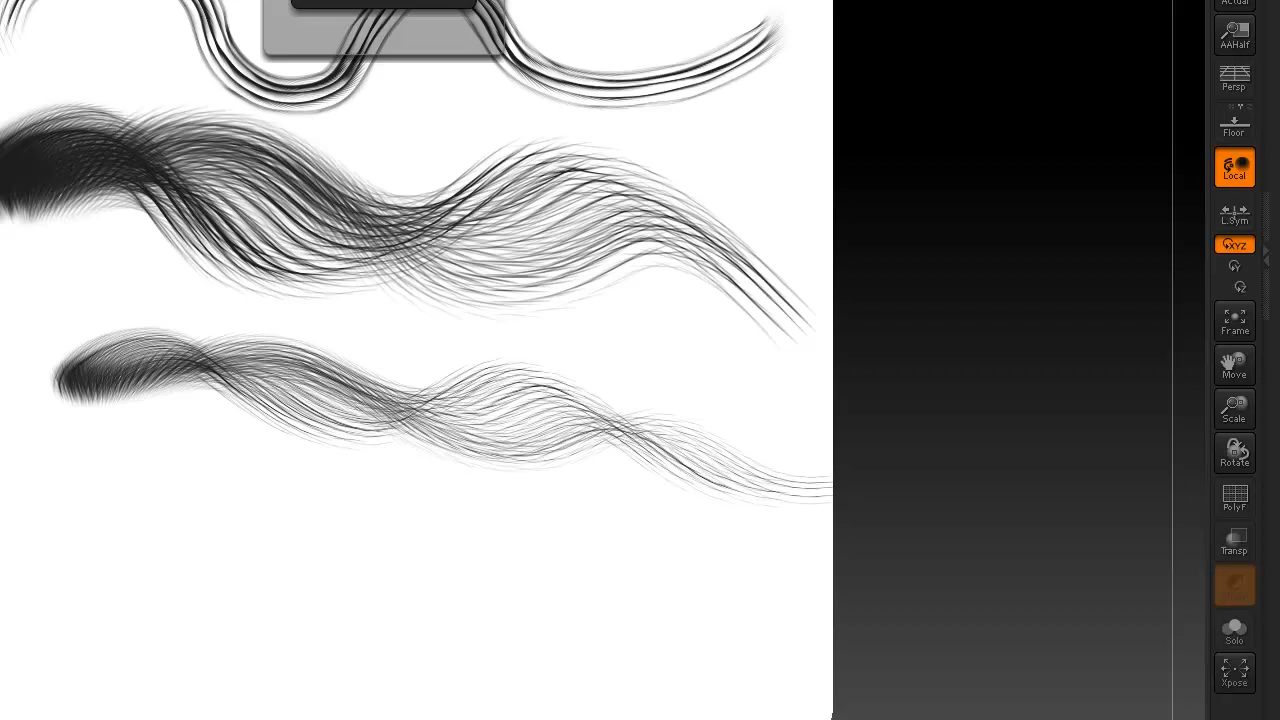 Actual
AAHalf
Persp
Floor
Local
L.Sym
XYZ
Y
Z
Frame
Move
Scale
Rotate
PolyF
Transp
Solo
Xpose